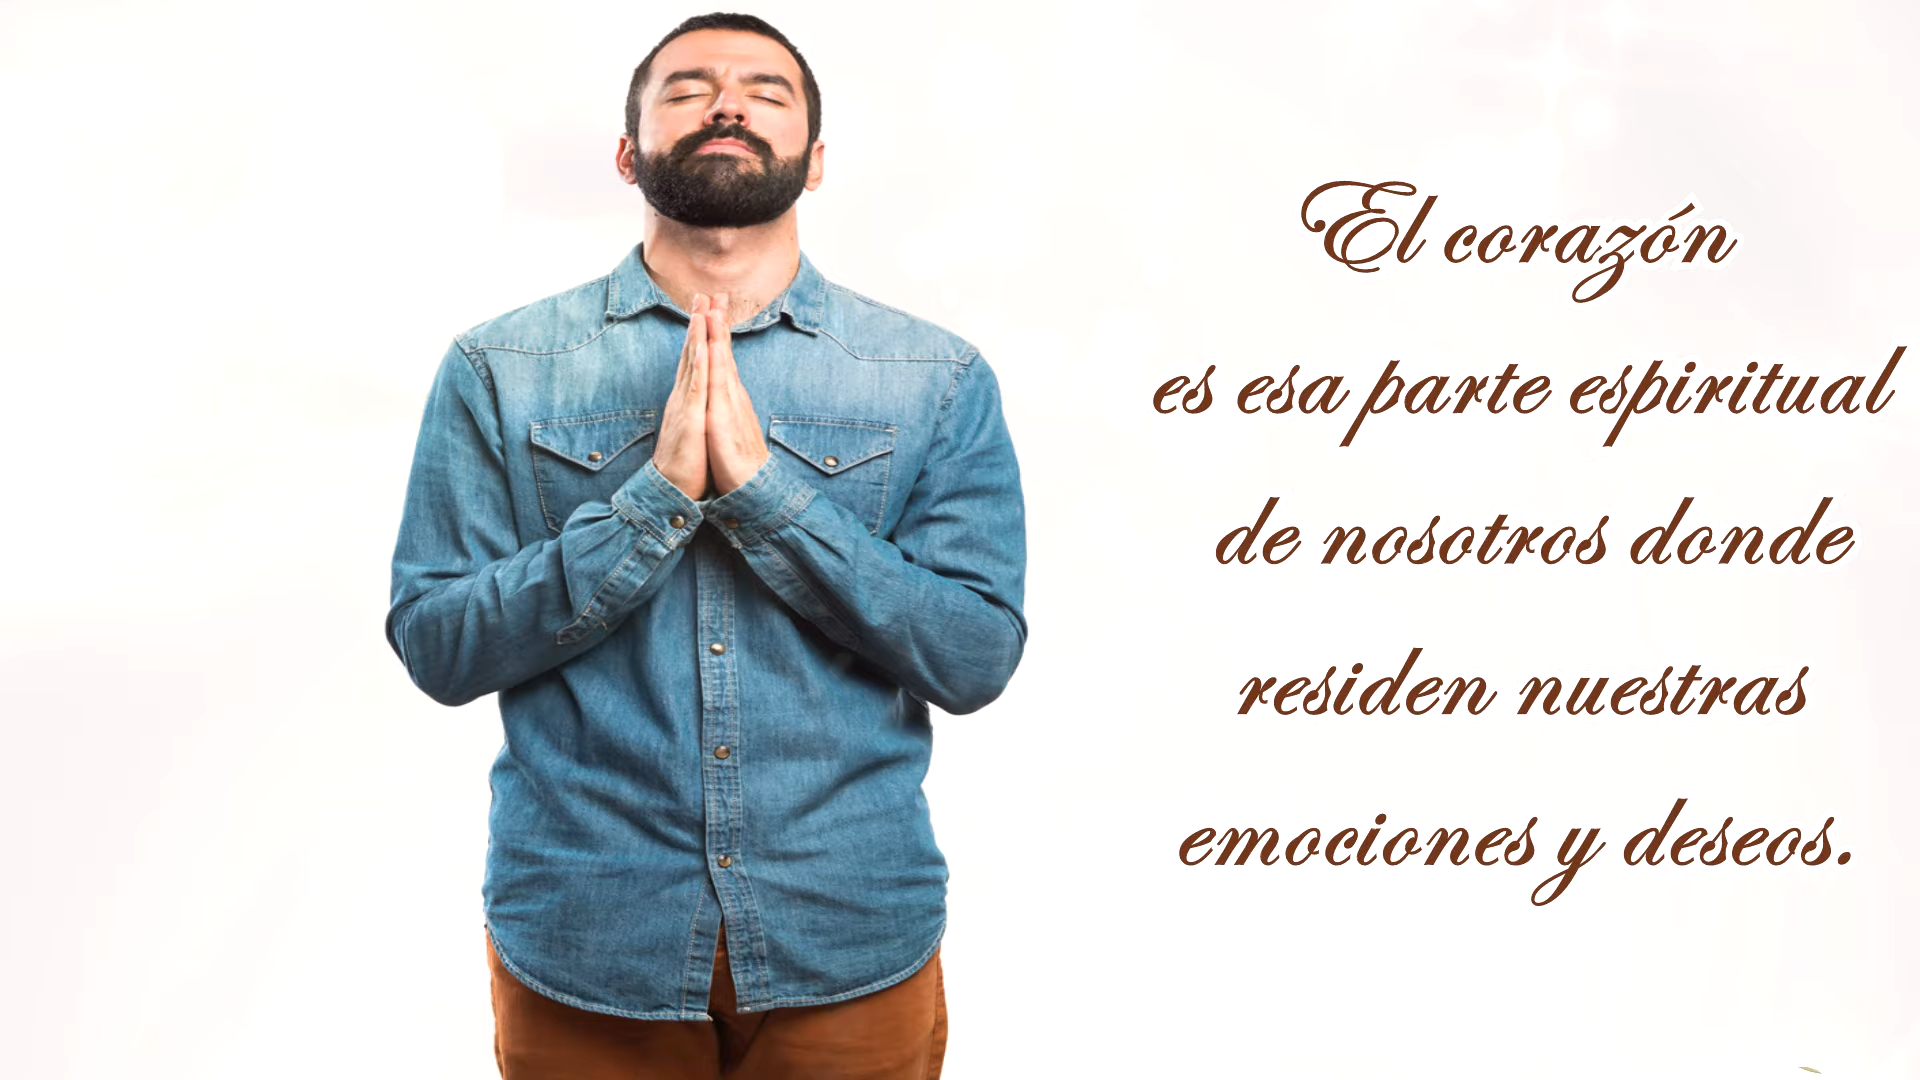 El corazón
es esa parte espiritual
de nosotros donde
residen nuestras
emociones y deseos.